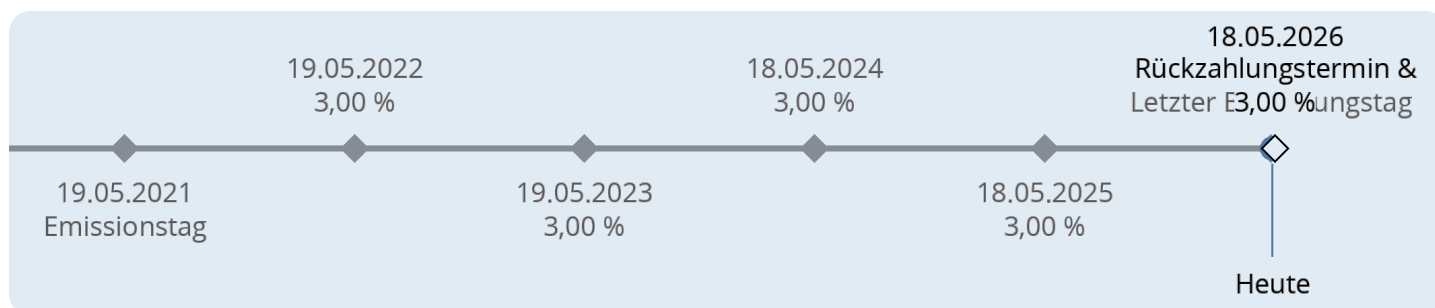 19.05.2021
Emissionstag
19.05.2022
3,00 %
19.05.2023
3,00 %
18.05.2024
3,00 %
18.05.2025
3,00 %
18.05.2026
Rückzahlungstermin &
3,00 %
Letzter
Heute